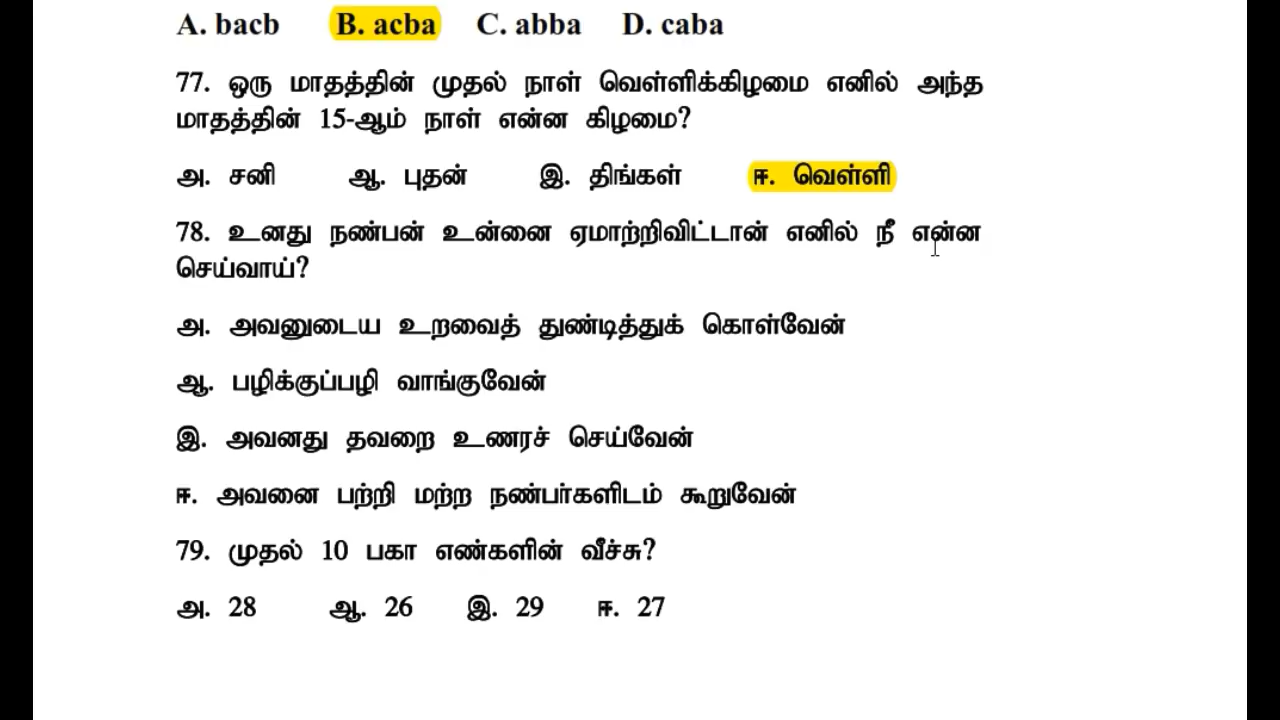 A. bacb B. acba C. abba D. caba
77. ஒரு மாதத்தின் முதல் நாள் வெள்ளிக்கிழமை எனில் அந்த
மாதத்தின் 15-ஆம் நாள் என்ன கிழமை?
அ. சனி ஆ. புதன் இ. திங்கள் ஈ. வெள்ளி
78. உனது நண்பன் உன்னை ஏமாற்றிவிட்டான் எனில் நீ என்ன
செய்வாய்?
அ. அவனுடைய உறவைத் துண்டித்துக் கொள்வேன்
ஆ. பழிக்குப்பழி வாங்குவேன்
இ. அவனது தவறை உணரச் செய்வேன்
ஈ. அவனை பற்றி மற்ற நண்பர்களிடம் கூறுவேன்
79. முதல் 10 பகா எண்களின் வீச்சு?
அ. 28 ஆ. 26 இ. 29 ஈ. 27